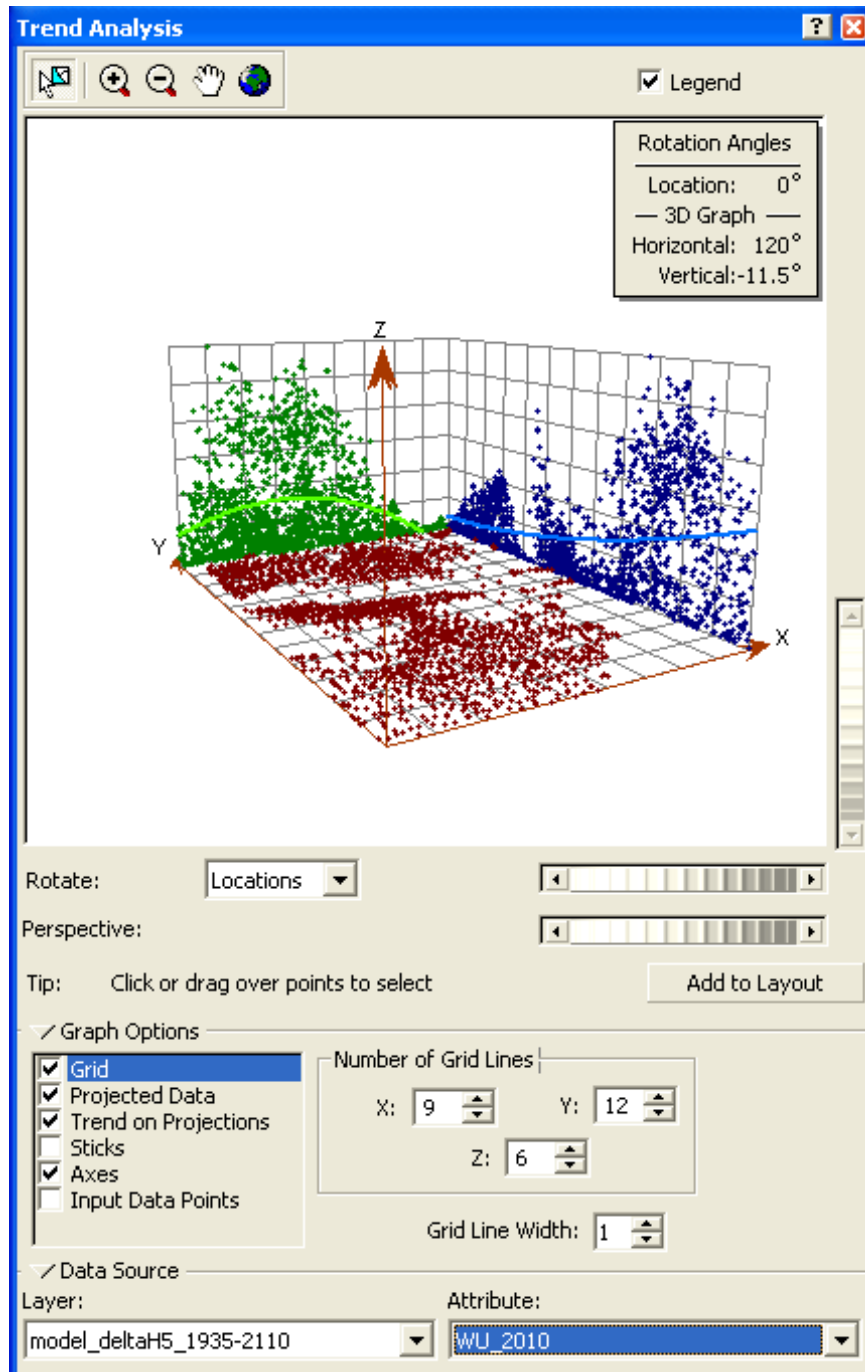 Trend Analysis
?
Legend
Rotation Angles
Location: 0°
3D Graph
Horizontal: 120°
Vertical:-11.5°
Z
Y
X
Rotate: Locations
Perspective:
Tip: Click or drag over points to select
Add to Layout
Graph Options
Grid
Projected Data
Trend on Projections
Sticks
Axes
Input Data Points
Number of Grid Lines
X: 9 Y: 12
Z: 6
Grid Line Width: 1
Data Source
Layer: Attribute:
model_deltaH5_1935-2110 WU_2010